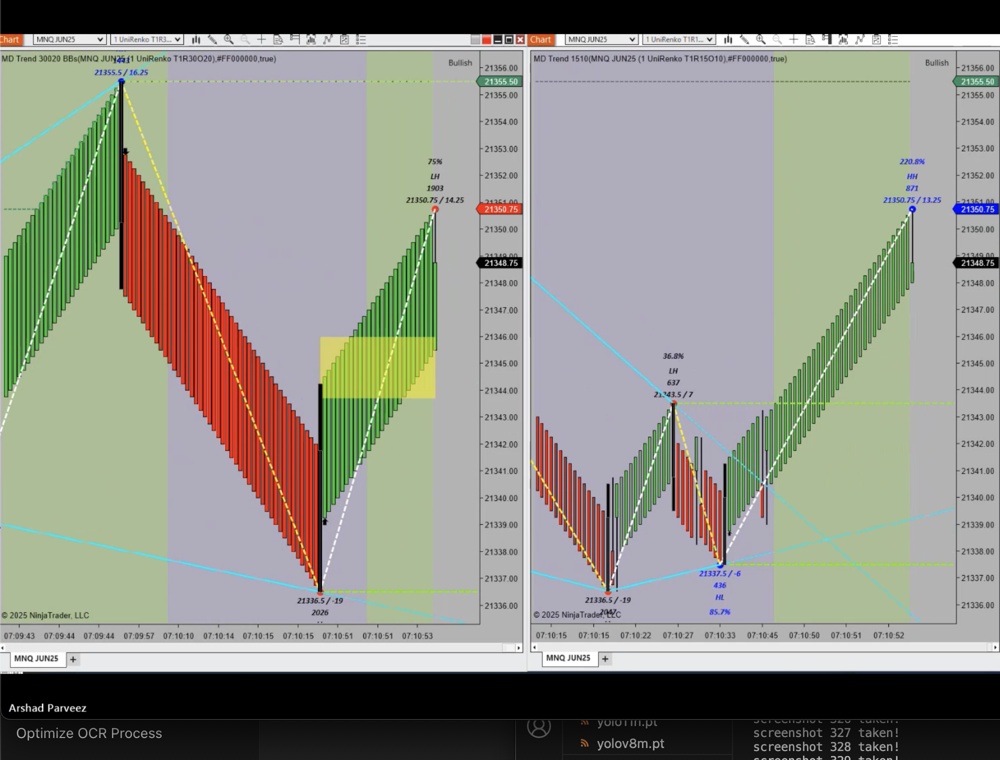 Chart
MNQ JUN25
1 UniRenko T1R3...
MD Trend 30020 BBs(MNQ JUN25 (1 UniRenko T1R30O20),#FF000000,true)
Bullish
21355.5 / 16.25
75%
LH
1903
21350.75 / 14.25
21336.5 / -19
2026
21356.00
21355.50
21354.00
21353.00
21352.00
21350.75
21350.00
21348.75
21348.00
21347.00
21346.00
21345.00
21344.00
21343.00
21342.00
21341.00
21340.00
21339.00
21338.00
21337.00
21336.00
© 2025 NinjaTrader, LLC
07:09:43
07:09:44
07:09:44
07:09:57
07:10:10
07:10:14
07:10:15
07:10:51
07:10:51
07:10:53
MNQ JUN25
+
Chart
MNQ JUN25
1 UniRenko T1R1...
MD Trend 1510(MNQ JUN25 (1 UniRenko T1R15O10),#FF000000,true)
Bullish
220.8%
HH
871
21350.75 / 13.25
36.8%
LH
637
21343.5 / 7
21337.5 / -6
436
HL
85.7%
21336.5 / -19
2047
21356.00
21355.50
21354.00
21353.00
21352.00
21350.75
21350.00
21348.75
21348.00
21347.00
21346.00
21345.00
21344.00
21343.00
21342.00
21341.00
21340.00
21339.00
21338.00
21337.00
21336.00
© 2025 NinjaTrader, LLC
07:10:15
07:10:15
07:10:22
07:10:27
07:10:33
07:10:45
07:10:50
07:10:51
07:10:52
MNQ JUN25
+
Arshad Parveez
Optimize OCR Process
yolo11n.pt
yolov8m.pt
screenshot 326 taken!
screenshot 327 taken!
screenshot 328 taken!
screenshot 329 taken!